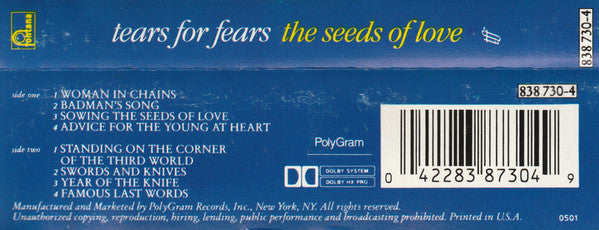 fontana
tears for fears the seeds of love
838 730-4
side one
1 WOMAN IN CHAINS
2 BADMAN'S SONG
3 SOWING THE SEEDS OF LOVE
4 ADVICE FOR THE YOUNG AT HEART
side two
1 STANDING ON THE CORNER
OF THE THIRD WORLD
2 SWORDS AND KNIVES
3 YEAR OF THE KNIFE
4 FAMOUS LAST WORDS
PolyGram
DOLBY SYSTEM
DOLBY HX PRO
838 730-4
0 42283 87304 9
Manufactured and Marketed by PolyGram Records, Inc., New York, NY. All rights reserved.
Unauthorized copying, reproduction, hiring, lending, public performance and broadcasting prohibited. Printed in U.S.A.
0501